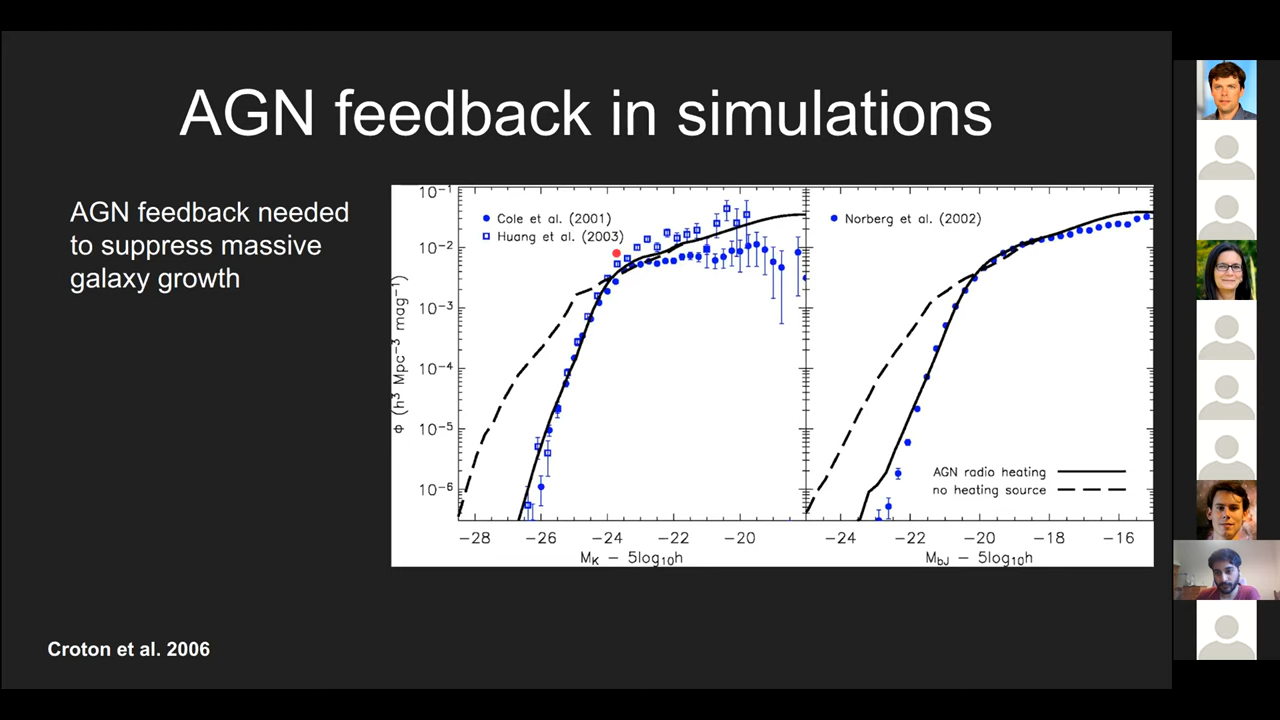 AGN feedback in simulations
AGN feedback needed
to suppress massive
galaxy growth
Cole et al. (2001)
Huang et al. (2003)
Norberg et al. (2002)
10⁻¹
10⁻²
10⁻³
10⁻⁴
10⁻⁵
10⁻⁶
Φ (h³ Mpc⁻³ mag⁻¹)
AGN radio heating
no heating source
−28 −26 −24 −22 −20
−24 −22 −20 −18 −16
M_K − 5log₁₀h
M_bJ − 5log₁₀h
Croton et al. 2006